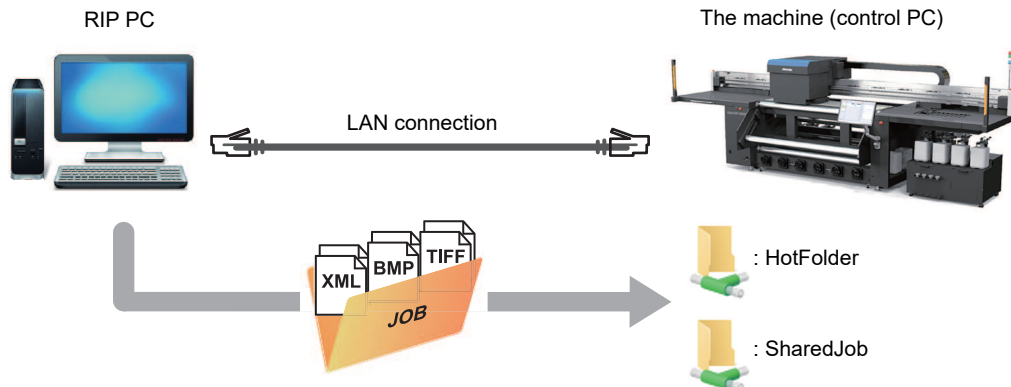 RIP PC
The machine (control PC)
LAN connection
XML
BMP
TIFF
JOB
: HotFolder
: SharedJob